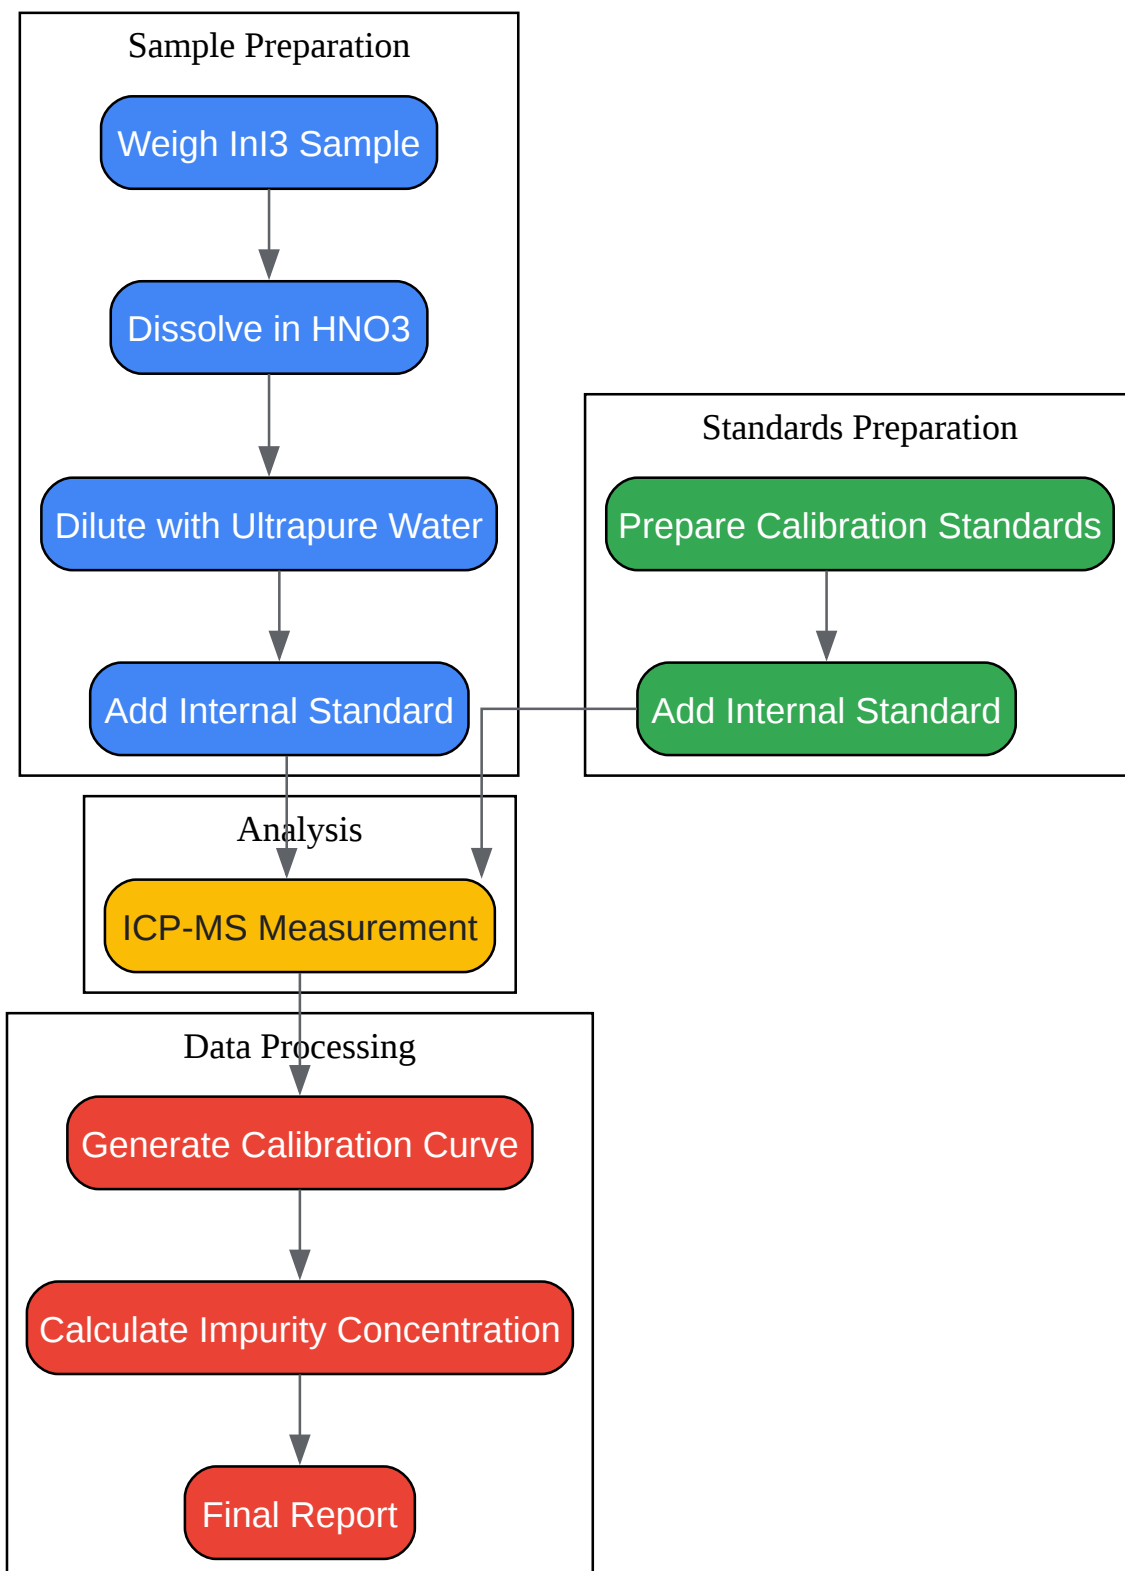 Sample Preparation
Weigh InI3 Sample
Dissolve in HNO3
Dilute with Ultrapure Water
Add Internal Standard
Standards Preparation
Prepare Calibration Standards
Add Internal Standard
Analysis
ICP-MS Measurement
Data Processing
Generate Calibration Curve
Calculate Impurity Concentration
Final Report